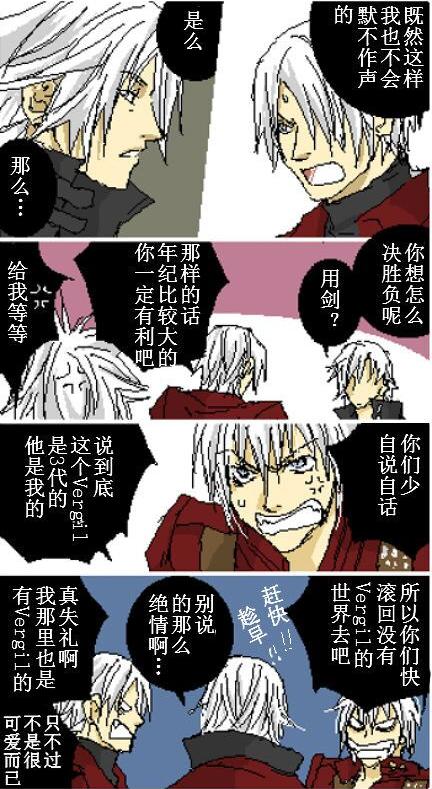 既然这样
我也不会
默不作声
的
是么
那么…
你想怎么
决胜负呢
用剑？
那样的话
年纪比较大的
你一定有利吧
给我等等
你们少
自说自话
说到底
这个Vergil
是3代的
他是我的
所以你们快
滚回没有
Vergil的
世界去吧
赶快!!
趁早!!
别说
的那么
绝情啊…
真失礼啊
我那里也是
有Vergil的
只不过
不是很
可爱而已